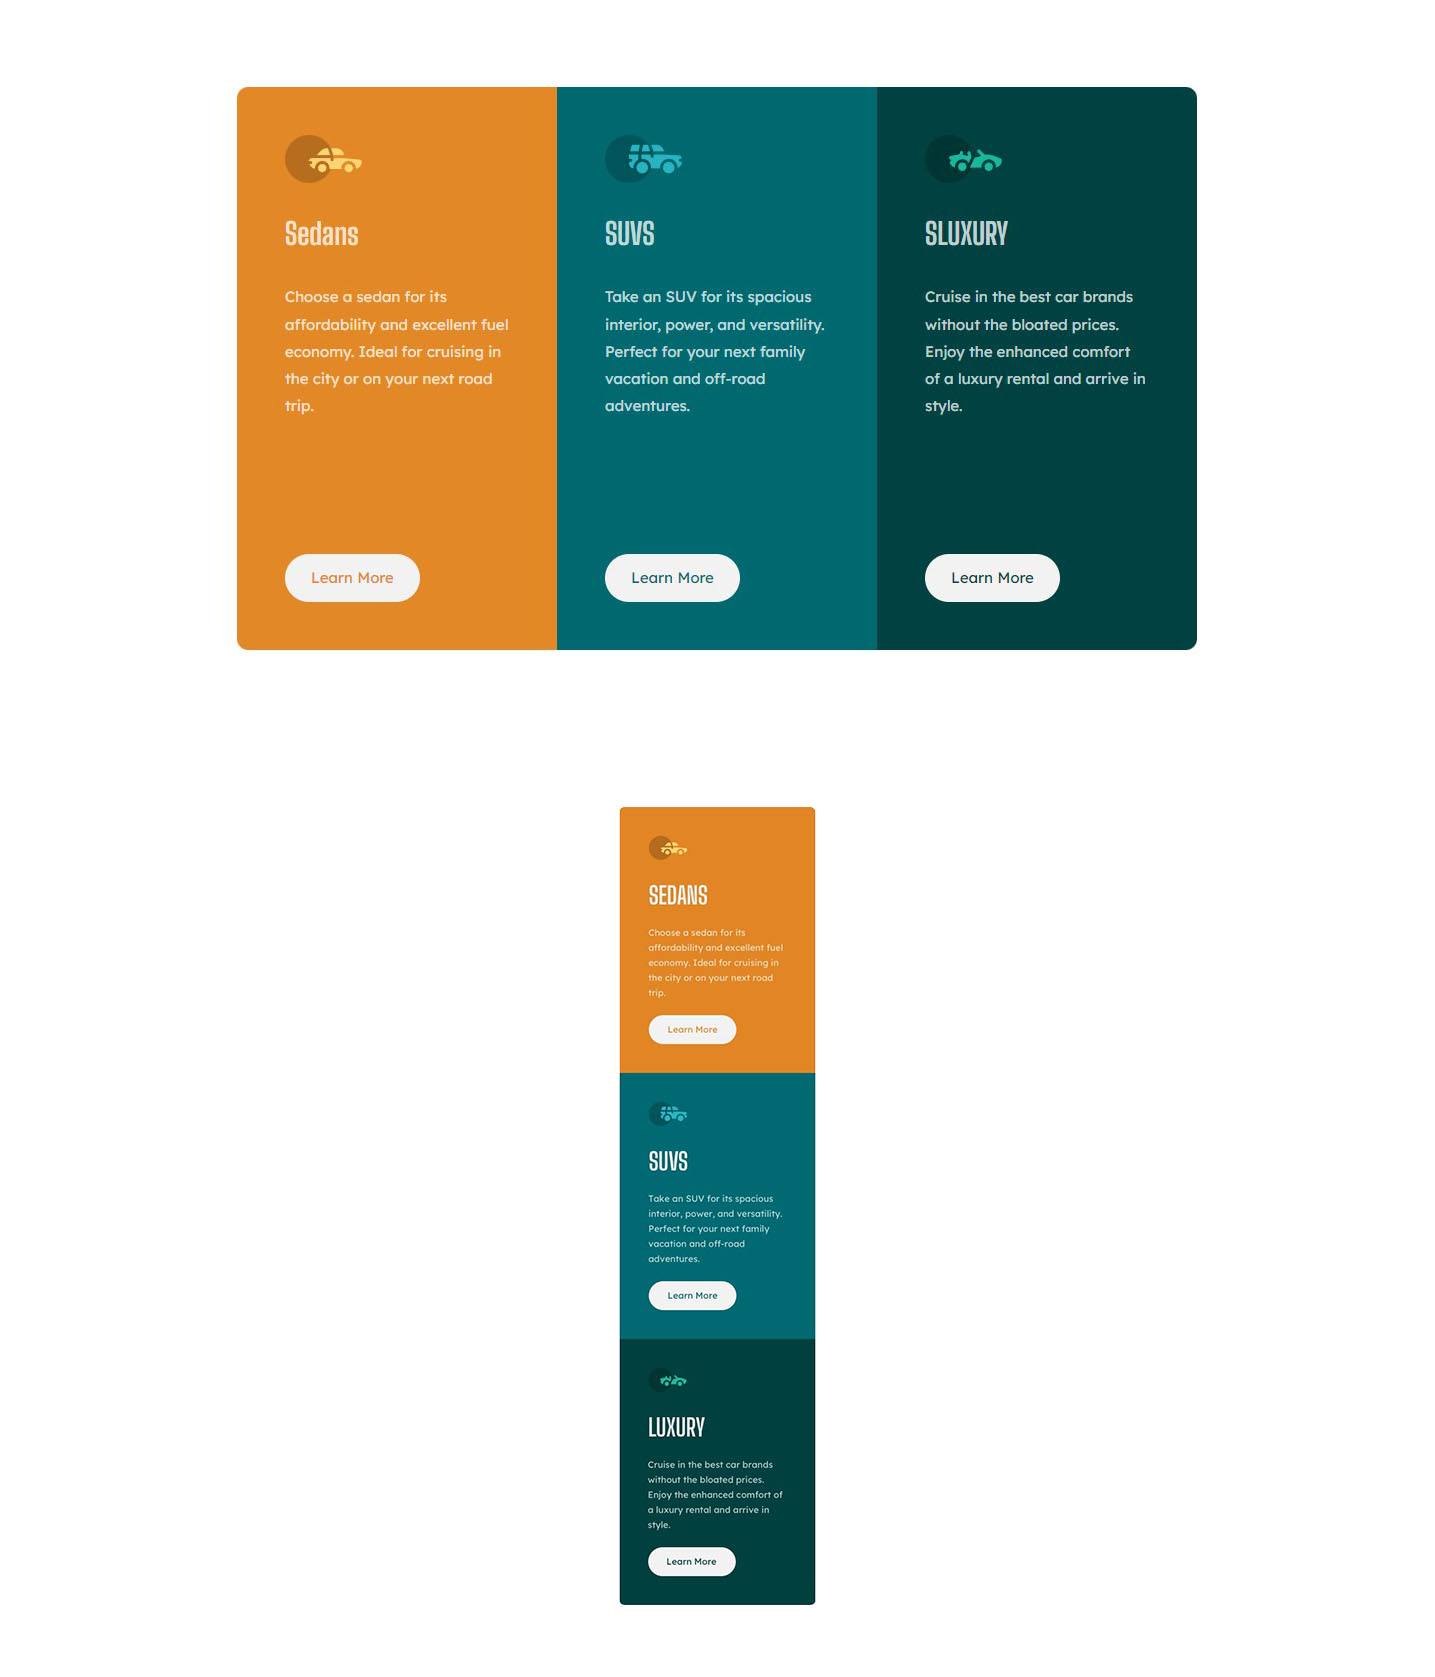 Sedans
Choose a sedan for its
affordability and excellent fuel
economy. Ideal for cruising in
the city or on your next road
trip.
Learn More
SUVS
Take an SUV for its spacious
interior, power, and versatility.
Perfect for your next family
vacation and off-road
adventures.
Learn More
SLUXURY
Cruise in the best car brands
without the bloated prices.
Enjoy the enhanced comfort
of a luxury rental and arrive in
style.
Learn More
SEDANS
Choose a sedan for its
affordability and excellent fuel
economy. Ideal for cruising in
the city or on your next road
trip.
Learn More
SUVS
Take an SUV for its spacious
interior, power, and versatility.
Perfect for your next family
vacation and off-road
adventures.
Learn More
LUXURY
Cruise in the best car brands
without the bloated prices.
Enjoy the enhanced comfort of
a luxury rental and arrive in
style.
Learn More